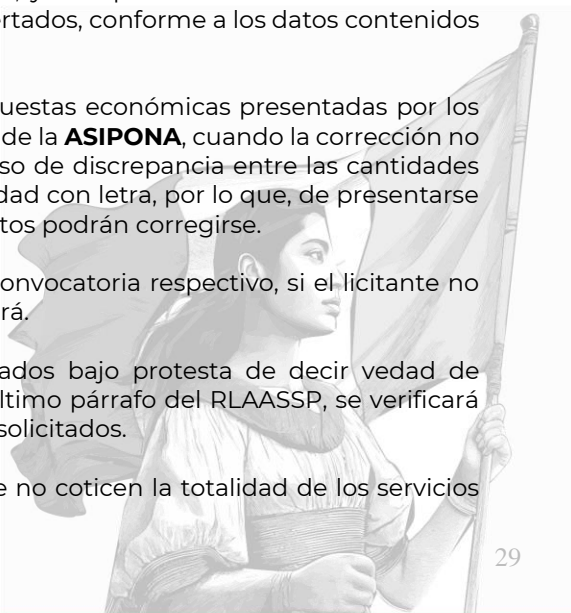 ertados, conforme a los datos contenidos
uestas económicas presentadas por los
de la ASIPONA, cuando la corrección no
so de discrepancia entre las cantidades
dad con letra, por lo que, de presentarse
tos podrán corregirse.
onvocatoria respectivo, si el licitante no
rá.
ados bajo protesta de decir vedad de
ltimo párrafo del RLAASSP, se verificará
solicitados.
e no coticen la totalidad de los servicios
29